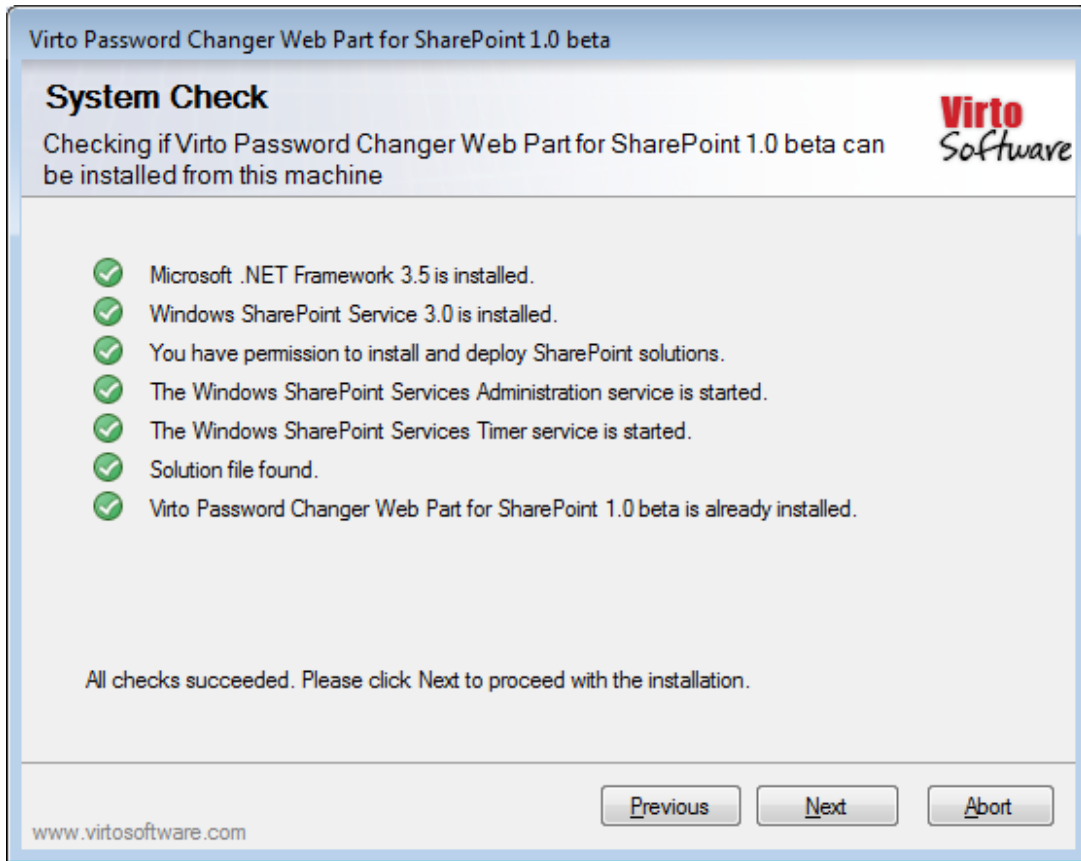 Virto Password Changer Web Part for SharePoint 1.0 beta
System Check
Checking if Virto Password Changer Web Part for SharePoint 1.0 beta can
be installed from this machine
Virto
Software
Microsoft .NET Framework 3.5 is installed.
Windows SharePoint Service 3.0 is installed.
You have permission to install and deploy SharePoint solutions.
The Windows SharePoint Services Administration service is started.
The Windows SharePoint Services Timer service is started.
Solution file found.
Virto Password Changer Web Part for SharePoint 1.0 beta is already installed.
All checks succeeded. Please click Next to proceed with the installation.
Previous
Next
Abort
www.virtosoftware.com